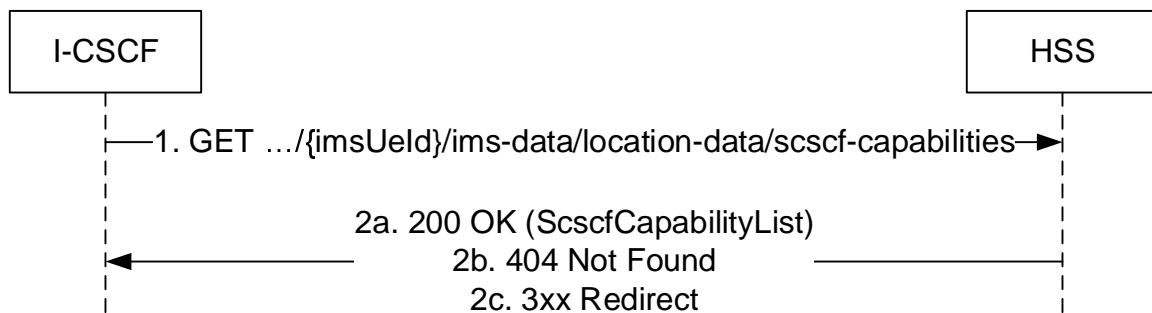 I-CSCF
HSS
1. GET …/{imsUeId}/ims-data/location-data/scscf-capabilities
2a. 200 OK (ScscfCapabilityList)
2b. 404 Not Found
2c. 3xx Redirect